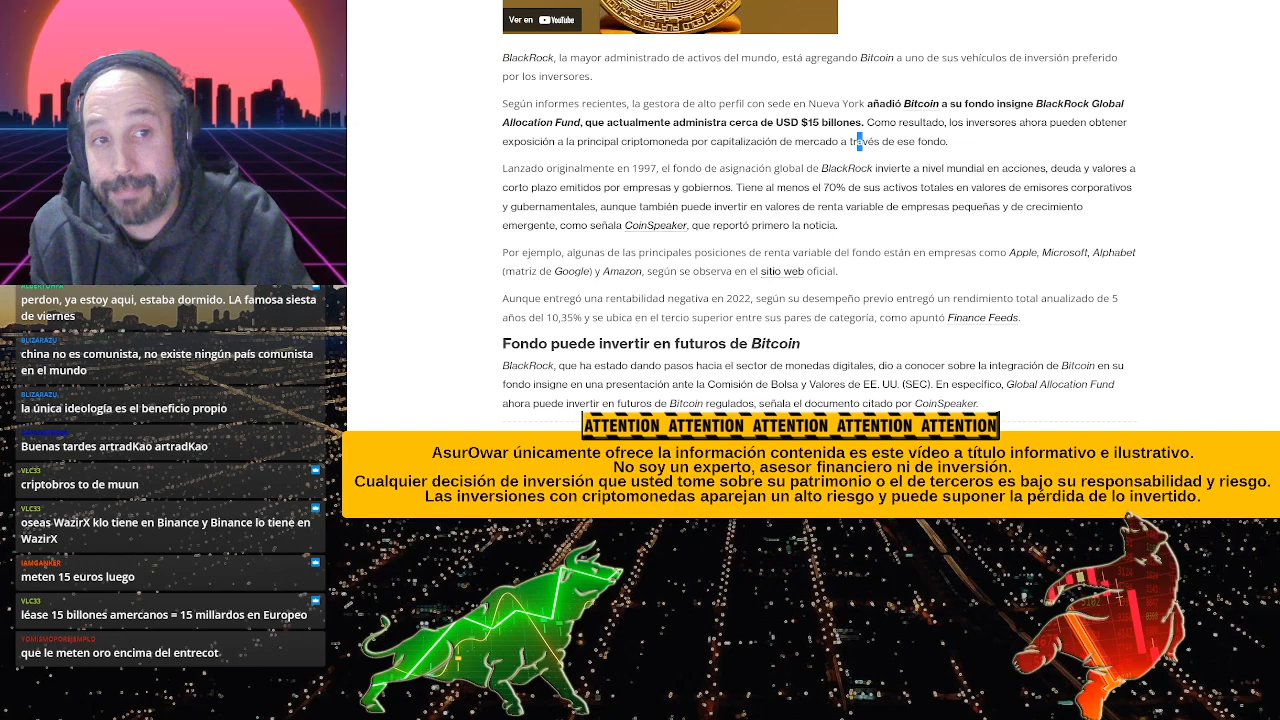 Ver en YouTube
BlackRock, la mayor administrado de activos del mundo, está agregando Bitcoin a uno de sus vehículos de inversión preferido
por los inversores.
Según informes recientes, la gestora de alto perfil con sede en Nueva York añadió Bitcoin a su fondo insigne BlackRock Global
Allocation Fund, que actualmente administra cerca de USD $15 billones. Como resultado, los inversores ahora pueden obtener
exposición a la principal criptomoneda por capitalización de mercado a través de ese fondo.
Lanzado originalmente en 1997, el fondo de asignación global de BlackRock invierte a nivel mundial en acciones, deuda y valores a
corto plazo emitidos por empresas y gobiernos. Tiene al menos el 70% de sus activos totales en valores de emisores corporativos
y gubernamentales, aunque también puede invertir en valores de renta variable de empresas pequeñas y de crecimiento
emergente, como señala CoinSpeaker, que reportó primero la noticia.
Por ejemplo, algunas de las principales posiciones de renta variable del fondo están en empresas como Apple, Microsoft, Alphabet
(matriz de Google) y Amazon, según se observa en el sitio web oficial.
Aunque entregó una rentabilidad negativa en 2022, según su desempeño previo entregó un rendimiento total anualizado de 5
años del 10,35% y se ubica en el tercio superior entre sus pares de categoría, como apuntó Finance Feeds.
Fondo puede invertir en futuros de Bitcoin
BlackRock, que ha estado dando pasos hacia el sector de monedas digitales, dio a conocer sobre la integración de Bitcoin en su
fondo insigne en una presentación ante la Comisión de Bolsa y Valores de EE. UU. (SEC). En específico, Global Allocation Fund
ahora puede invertir en futuros de Bitcoin regulados, señala el documento citado por CoinSpeaker.
perdon, ya estoy aqui, estaba dormido. LA famosa siesta
de viernes
BLIZARAZU
china no es comunista, no existe ningún país comunista
en el mundo
BLIZARAZU
la única ideología es el beneficio propio
Buenas tardes artradKao artradKao
VLC33
criptobros to de muun
VLC33
oseas WazirX klo tiene en Binance y Binance lo tiene en
WazirX
IAMGANKER
meten 15 euros luego
VLC33
léase 15 billones amercanos = 15 millardos en Europeo
YOMISMOPOREJEMPLO
que le meten oro encima del entrecot
ATTENTION ATTENTION ATTENTION ATTENTION ATTENTION
AsurOwar únicamente ofrece la información contenida es este vídeo a título informativo e ilustrativo.
No soy un experto, asesor financiero ni de inversión.
Cualquier decisión de inversión que usted tome sobre su patrimonio o el de terceros es bajo su responsabilidad y riesgo.
Las inversiones con criptomonedas aparejan un alto riesgo y puede suponer la pérdida de lo invertido.